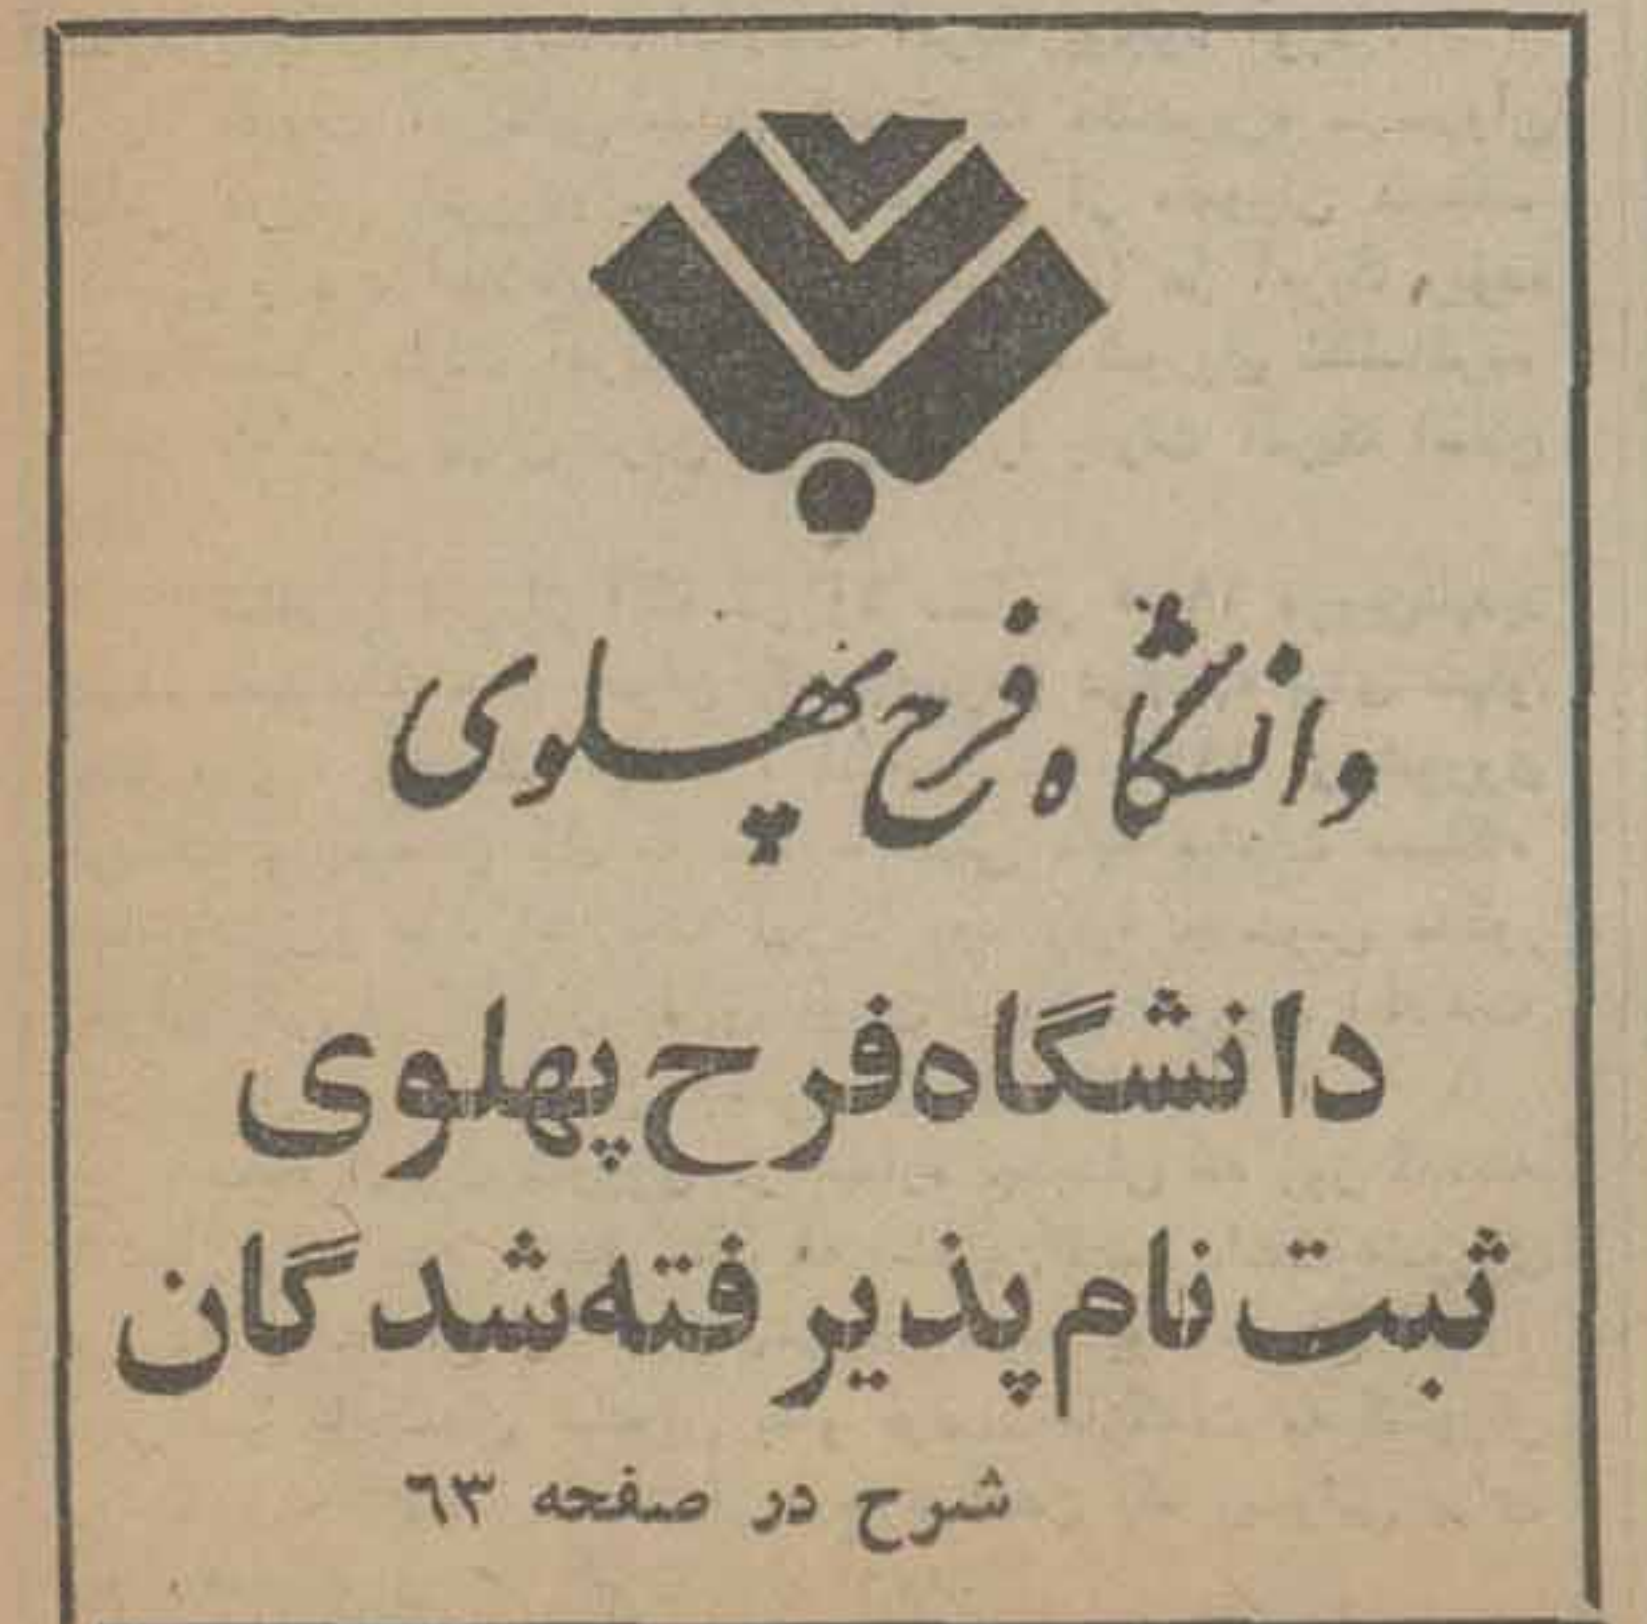 دانشگاه فرح پهلوی
دانشگاه فرح پهلوی
ثبت نام پذیرفته شدگان
شرح در صفحه ۶۳